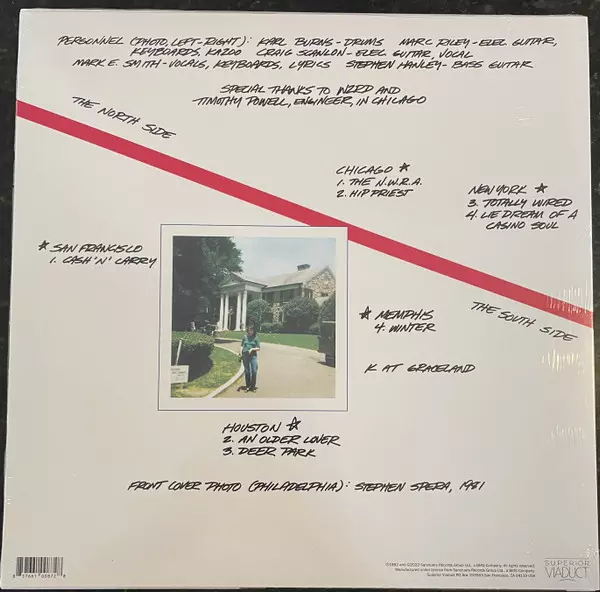 PERSONNEL (PHOTO, LEFT-RIGHT): KARL BURNS-DRUMS MARC RILEY-ELEC GUITAR,
KEYBOARDS, KAZOO CRAIG SCANLON-ELEC GUITAR, VOCAL
MARK E. SMITH-VOCALS, KEYBOARDS, LYRICS STEPHEN HANLEY-BASS GUITAR
SPECIAL THANKS TO WZRD AND
TIMOTHY POWELL, ENGINEER, IN CHICAGO
THE NORTH SIDE
CHICAGO ☆
1. THE N.W.R.A.
2. HIP PRIEST
NEW YORK ☆
3. TOTALLY WIRED
4. LIE DREAM OF A
CASINO SOUL
☆ SAN FRANCISCO
1. CASH 'N' CARRY
☆ MEMPHIS
4. WINTER
THE SOUTH SIDE
K AT GRACELAND
HOUSTON ☆
2. AN OLDER LOVER
3. DEER PARK
FRONT COVER PHOTO (PHILADELPHIA): STEPHEN SPERA, 1981
SUPERIOR
VIADUCT